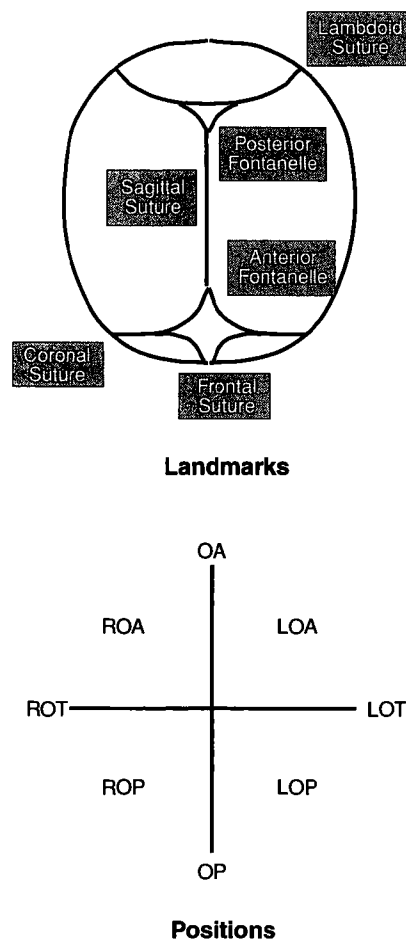 Lambdoid
Suture
Posterior
Fontanelle
Sagittal
Suture
Anterior
Fontanelle
Coronal
Suture
Frontal
Suture
Landmarks
OA
ROA
LOA
ROT
LOT
ROP
LOP
OP
Positions